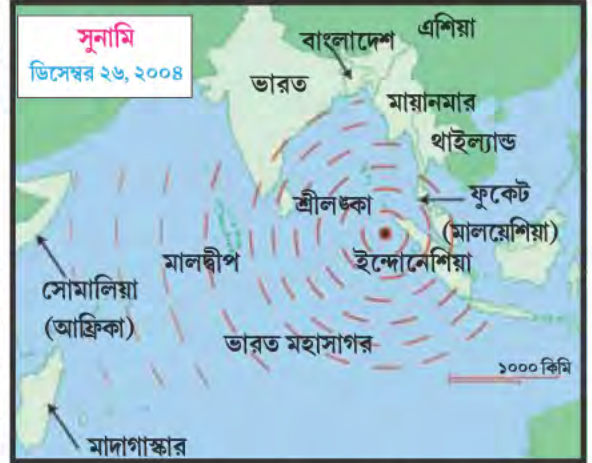 সুনামি
ডিসেম্বর ২৬, ২০০৪
বাংলাদেশ
এশিয়া
ভারত
মায়ানমার
থাইল্যান্ড
শ্রীলঙ্কা
ফুকেট
(মালয়েশিয়া)
মালদ্বীপ
ইন্দোনেশিয়া
সোমালিয়া
(আফ্রিকা)
ভারত মহাসাগর
১০০০ কিমি
মাদাগাস্কার